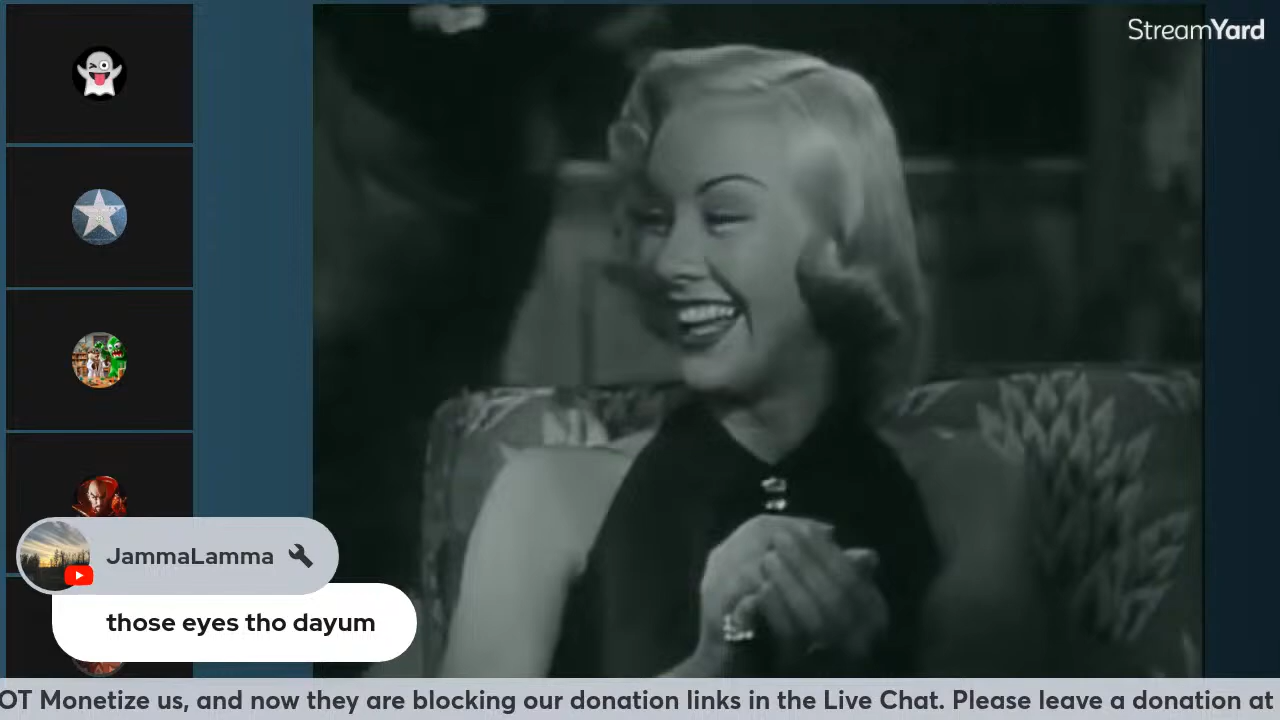 StreamYard
JammaLamma
those eyes tho dayum
OT Monetize us, and now they are blocking our donation links in the Live Chat. Please leave a donation at